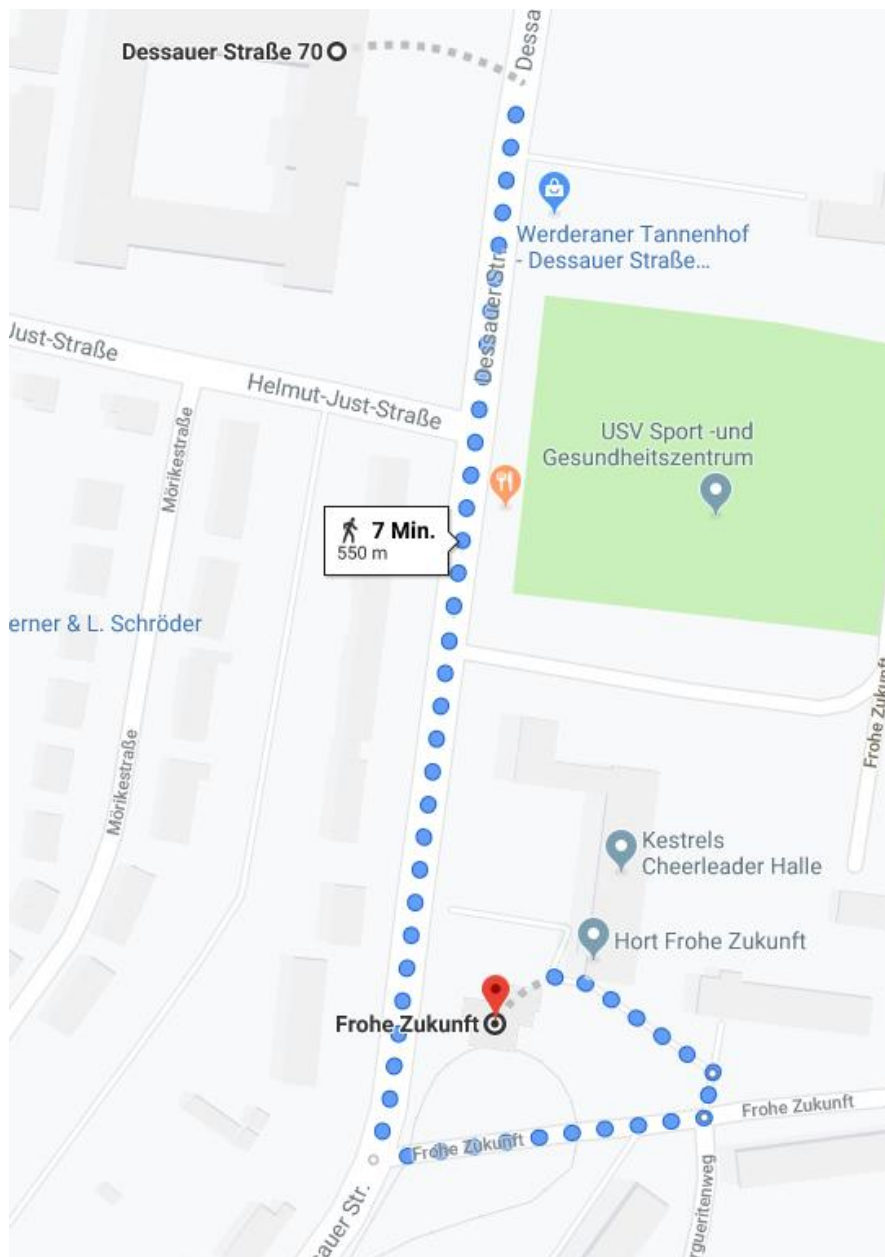 Dessa
Dessauer Straße 70
Werderaner Tannenhof
- Dessauer Straße...
Dessauer Str.
Just-Straße
Helmut-Just-Straße
Mörikestraße
USV Sport -und
Gesundheitszentrum
7 Min.
550 m
erner & L. Schröder
Frohe Zukunft
Mörikestraße
Kestrels
Cheerleader Halle
Hort Frohe Zukunft
Frohe Zukunft
Frohe Zukunft
Frohe Zukunft
sauer Str.
rgueritenweg